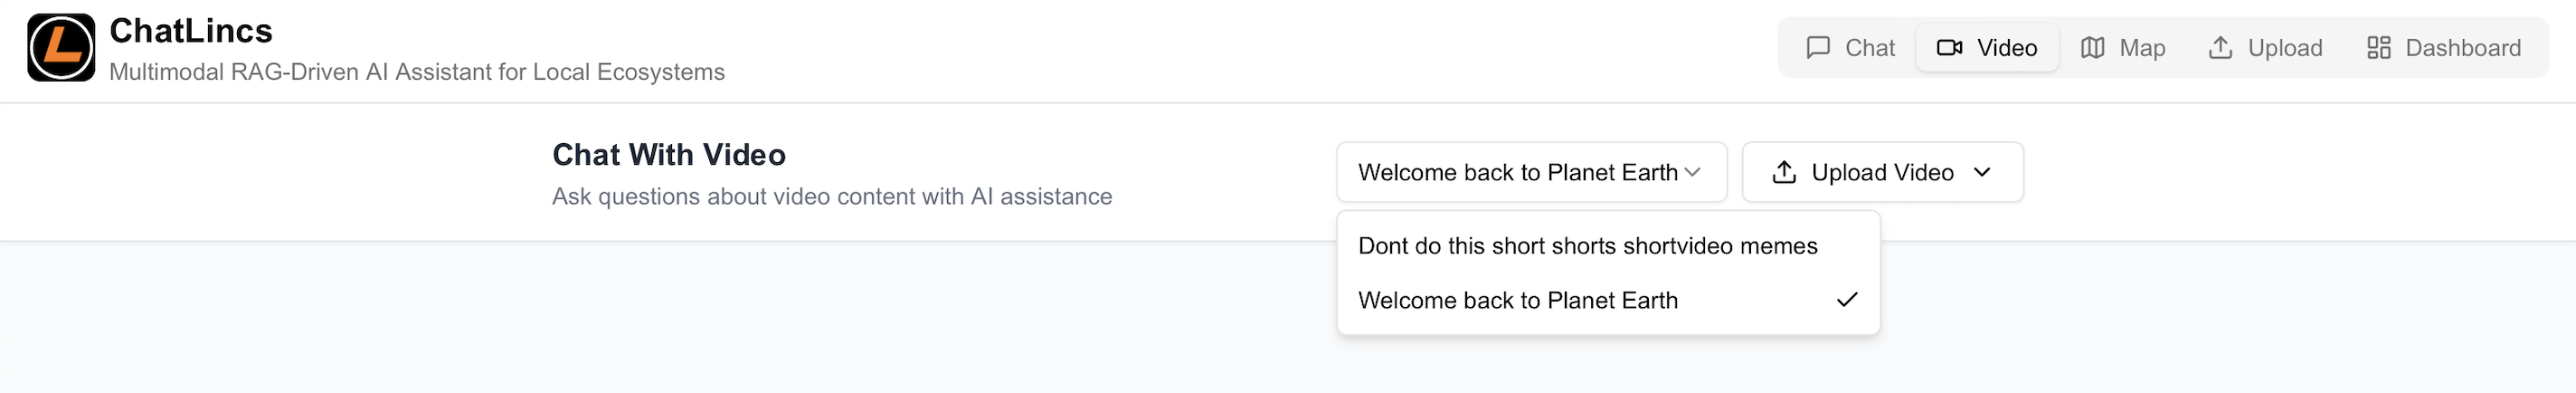 ChatLincs
Multimodal RAG-Driven AI Assistant for Local Ecosystems
Chat
Video
Map
Upload
Dashboard
Chat With Video
Ask questions about video content with AI assistance
Welcome back to Planet Earth
Upload Video
Dont do this short shorts shortvideo memes
Welcome back to Planet Earth